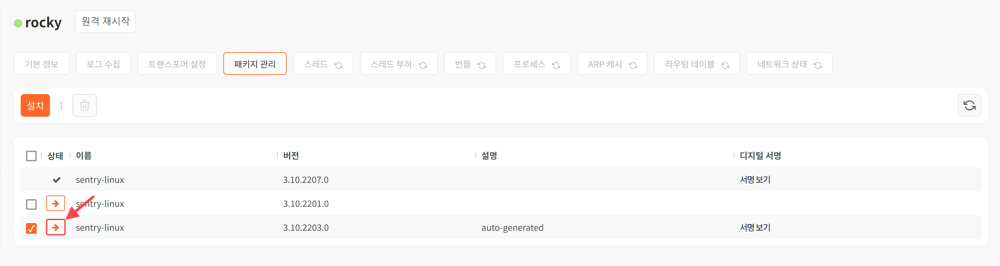 rocky 원격 재시작
기본 정보 로그 수집 트랜스포머 설정 패키지 관리 스레드 스레드 부하 번들 프로세스 ARP 캐시 라우팅 테이블 네트워크 상태
설치
상태 이름 버전 설명 디지털 서명
sentry-linux 3.10.2207.0 서명 보기
sentry-linux 3.10.2201.0
sentry-linux 3.10.2203.0 auto-generated 서명 보기